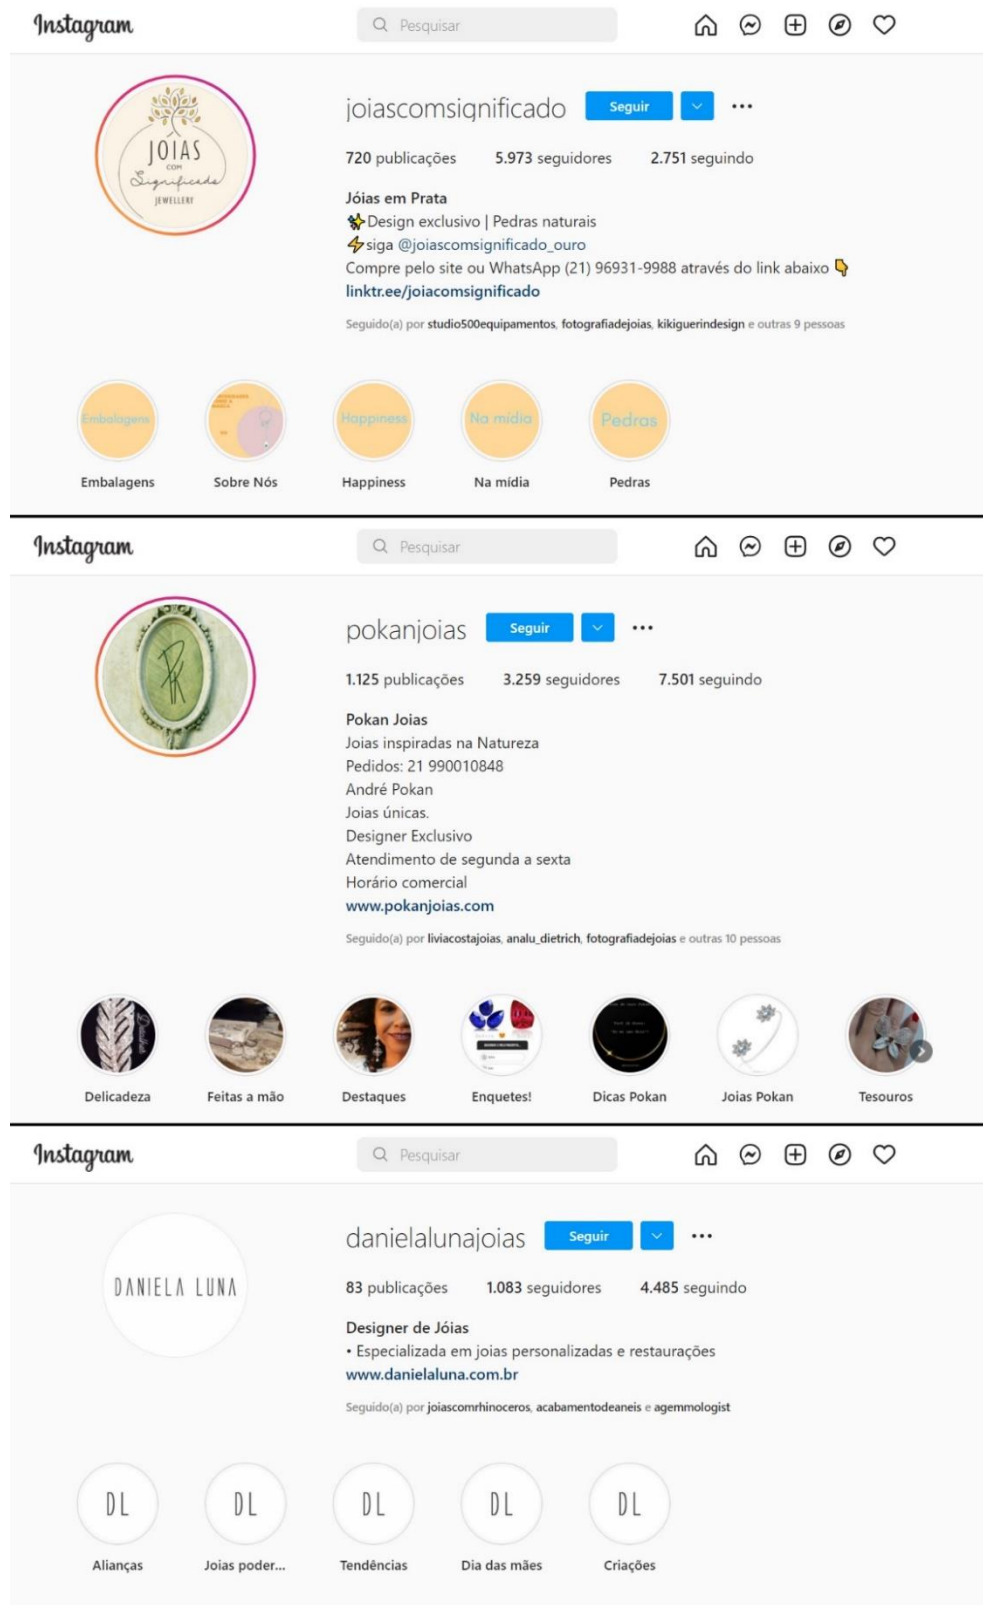 Instagram
Pesquisar
JÓIAS
COM
Significado
JEWELLERY
joiascomsignificado
Seguir
720 publicações 5.973 seguidores 2.751 seguindo
Jóias em Prata
✨Design exclusivo | Pedras naturais
⚡siga @joiascomsignificado_ouro
Compre pelo site ou WhatsApp (21) 96931-9988 através do link abaixo 👇
linktr.ee/joiacomsignificado
Seguido(a) por studio500equipamentos, fotografiadejoias, kikiguerindesign e outras 9 pessoas
Embalagens
Happiness
Na mídia
Pedras
Embalagens Sobre Nós Happiness Na mídia Pedras
Instagram
Pesquisar
PK
pokanjoias
Seguir
1.125 publicações 3.259 seguidores 7.501 seguindo
Pokan Joias
Joias inspiradas na Natureza
Pedidos: 21 990010848
André Pokan
Joias únicas.
Designer Exclusivo
Atendimento de segunda a sexta
Horário comercial
www.pokanjoias.com
Seguido(a) por liviacostajoias, analu_dietrich, fotografiadejoias e outras 10 pessoas
Delicadeza Feitas a mão Destaques Enquetes! Dicas Pokan Joias Pokan Tesouros
Instagram
Pesquisar
DANIELA LUNA
danielalunajoias
Seguir
83 publicações 1.083 seguidores 4.485 seguindo
Designer de Jóias
• Especializada em joias personalizadas e restaurações
www.danielaluna.com.br
Seguido(a) por joiascomrhinoceros, acabamentodeaneis e agemmologist
DL DL DL DL DL
Alianças Joias poder... Tendências Dia das mães Criações